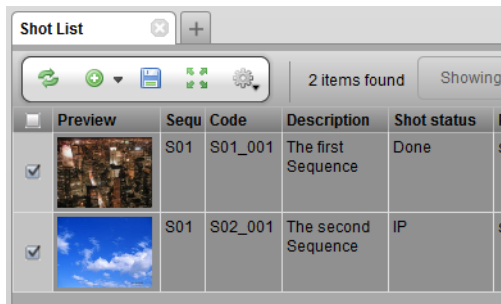 Shot List
2 items found Showing
Preview Sequ Code Description Shot status
S01 S01_001 The first Sequence Done
S01 S02_001 The second Sequence IP